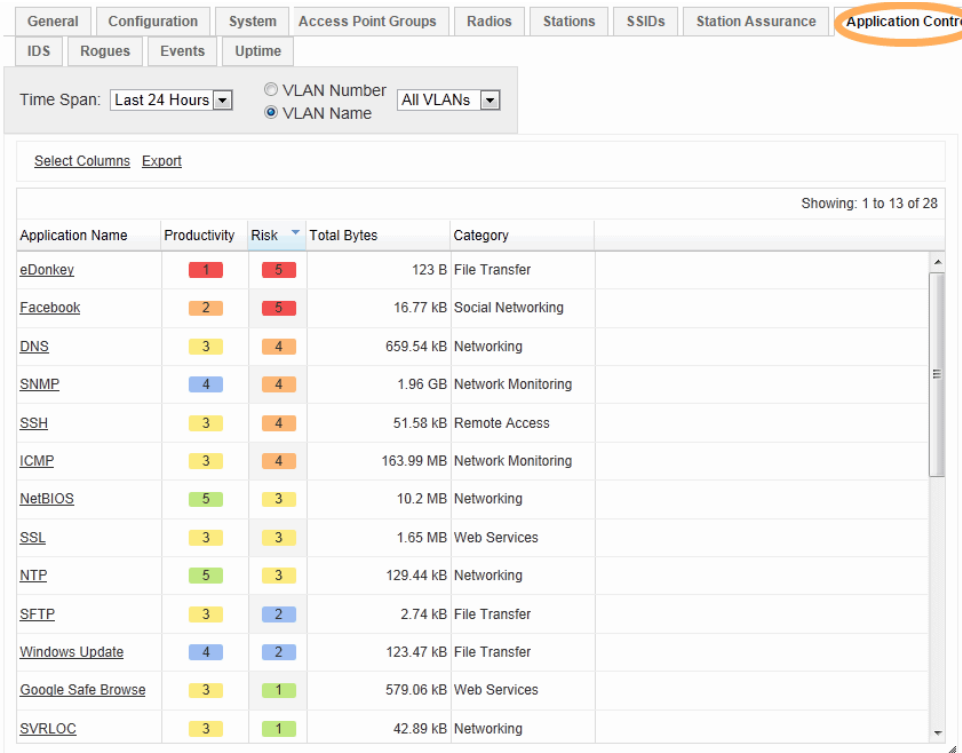 General Configuration System Access Point Groups Radios Stations SSIDs Station Assurance Application Contr
IDS Rogues Events Uptime
Time Span: Last 24 Hours VLAN Number VLAN Name All VLANs
Select Columns Export
Showing: 1 to 13 of 28
Application Name Productivity Risk Total Bytes Category
eDonkey 1 5 123 B File Transfer
Facebook 2 5 16.77 kB Social Networking
DNS 3 4 659.54 kB Networking
SNMP 4 4 1.96 GB Network Monitoring
SSH 3 4 51.58 kB Remote Access
ICMP 3 4 163.99 MB Network Monitoring
NetBIOS 5 3 10.2 MB Networking
SSL 3 3 1.65 MB Web Services
NTP 5 3 129.44 kB Networking
SFTP 3 2 2.74 kB File Transfer
Windows Update 4 2 123.47 kB File Transfer
Google Safe Browse 3 1 579.06 kB Web Services
SVRLOC 3 1 42.89 kB Networking